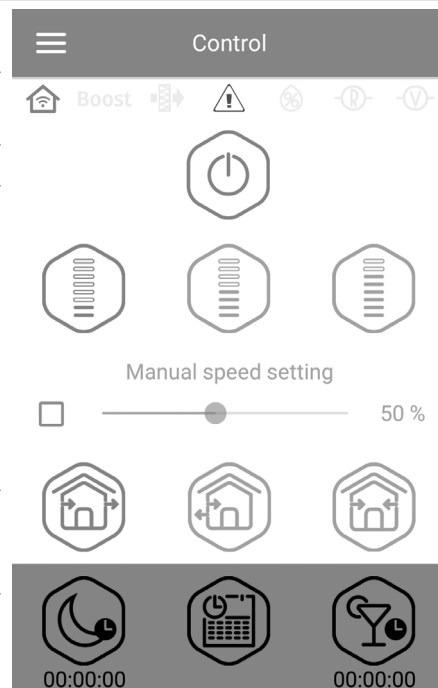 Control
Boost % R V
Manual speed setting
50 %
00:00:00 00:00:00